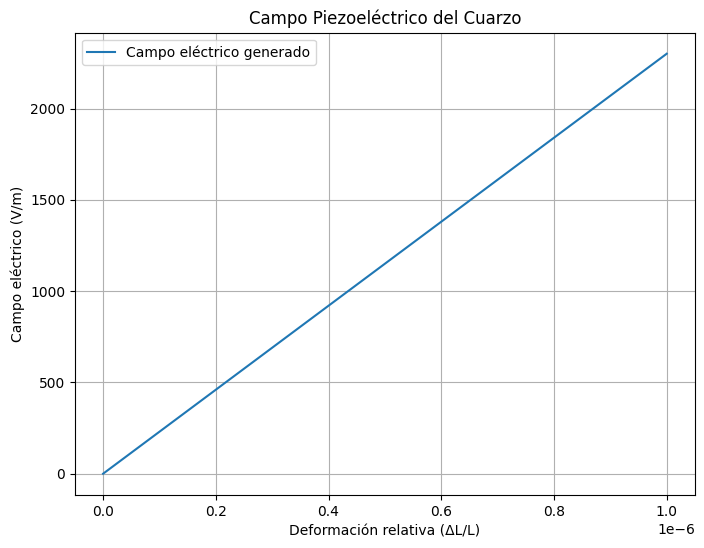 Campo Piezoeléctrico del Cuarzo
Campo eléctrico generado
Campo eléctrico (V/m)
2000
1500
1000
500
0
0.0 0.2 0.4 0.6 0.8 1.0
1e−6
Deformación relativa (ΔL/L)